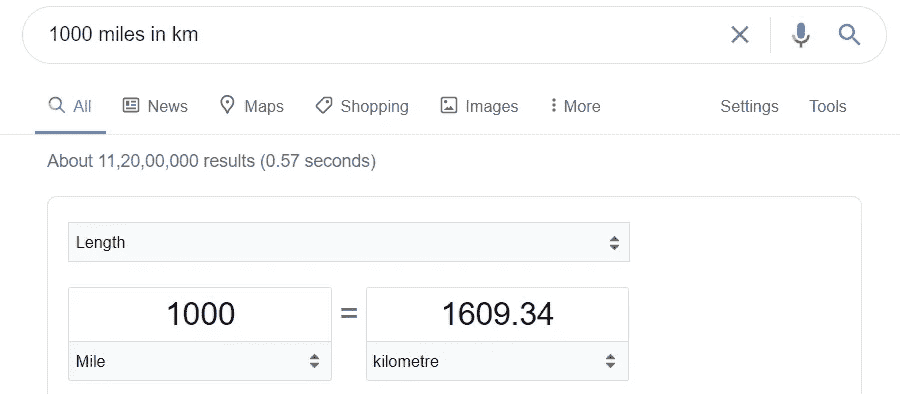 1000 miles in km
All News Maps Shopping Images More Settings Tools
About 11,20,00,000 results (0.57 seconds)
Length
1000 = 1609.34
Mile kilometre